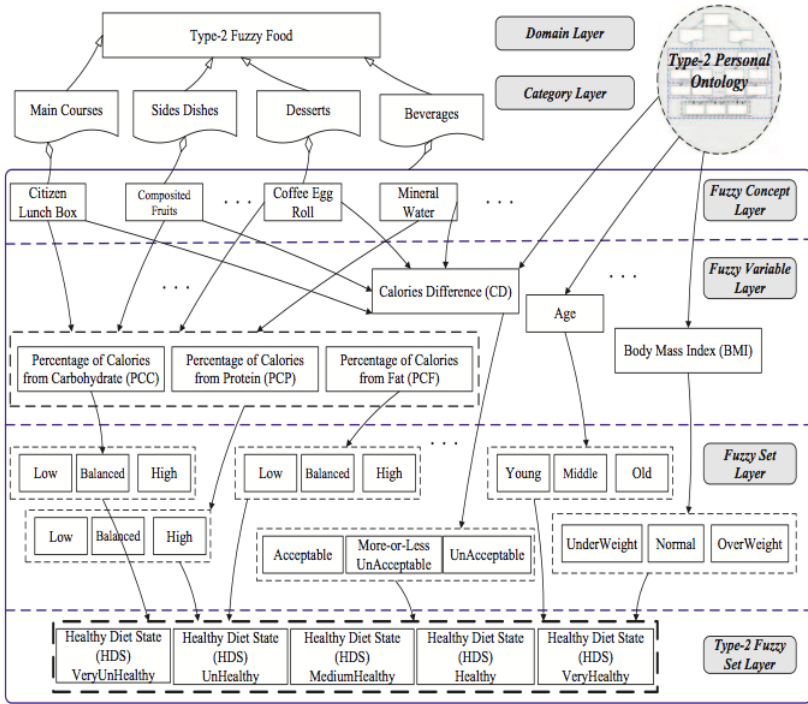 Type-2 Fuzzy Food
Domain Layer
Type-2 Personal
Ontology
Category Layer
Main Courses
Sides Dishes
Desserts
Beverages
Citizen
Lunch Box
Composited
Fruits
Coffee Egg
Roll
Mineral
Water
. . .
Fuzzy Concept
Layer
. . .
Calories Difference (CD)
. . .
Fuzzy Variable
Layer
Age
Percentage of Calories
from Carbohydrate (PCC)
Percentage of Calories
from Protein (PCP)
Percentage of Calories
from Fat (PCF)
Body Mass Index (BMI)
. . .
Low
Balanced
High
Low
Balanced
High
Young
Middle
Old
Fuzzy Set
Layer
Low
Balanced
High
Acceptable
More-or-Less
UnAcceptable
UnAcceptable
UnderWeight
Normal
OverWeight
Healthy Diet State
(HDS)
VeryUnHealthy
Healthy Diet State
(HDS)
UnHealthy
Healthy Diet State
(HDS)
MediumHealthy
Healthy Diet State
(HDS)
Healthy
Healthy Diet State
(HDS)
VeryHealthy
Type-2 Fuzzy
Set Layer